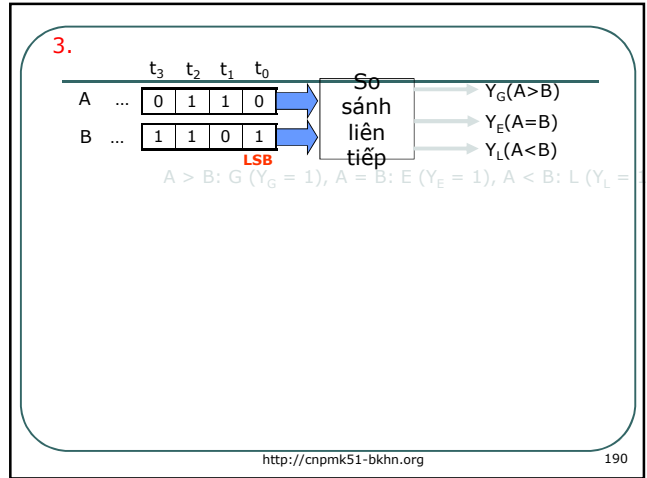 3.
t3 t2 t1 t0
A ... 0 1 1 0
B ... 1 1 0 1
LSB
So
sánh
liên
tiếp
YG(A>B)
YE(A=B)
YL(A<B)
A > B: G (YG = 1), A = B: E (YE = 1), A < B: L (YL = 1
http://cnpmk51-bkhn.org
190